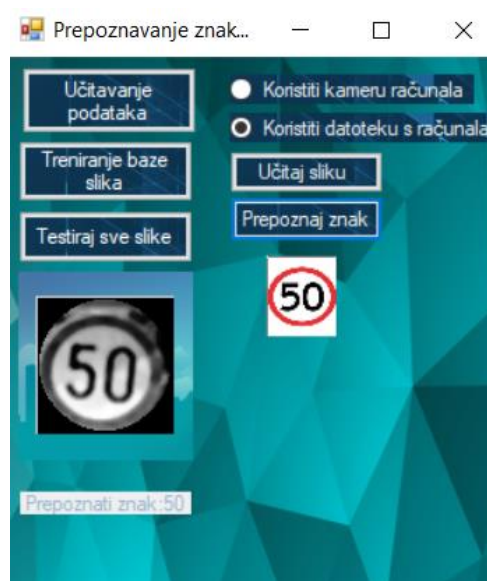 Prepoznavanje znak...
Učitavanje
podataka
Treniranje baze
slika
Testiraj sve slike
Koristiti kameru računala
Koristiti datoteku s računala
Učitaj sliku
Prepoznaj znak
50
50
Prepoznati znak:50